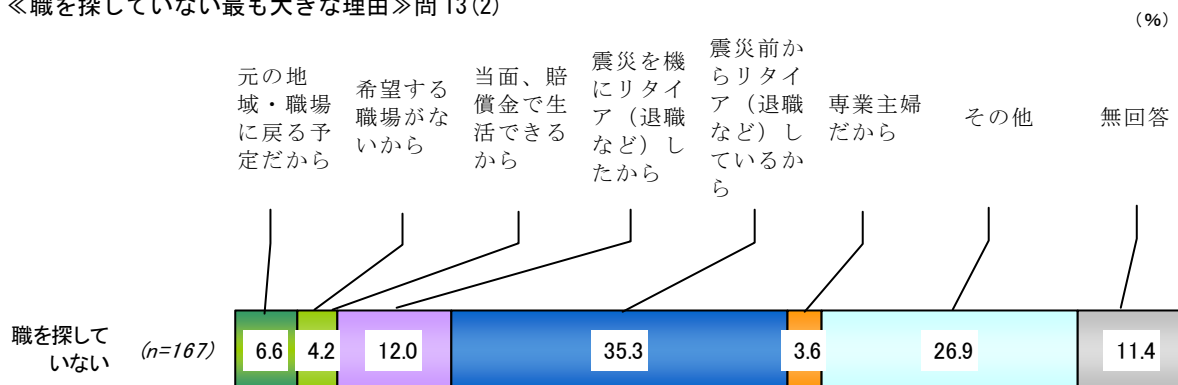 ≪職を探していない最も大きな理由≫問13(2)
(%)
元の地
域・職場
に戻る予
定だから
希望する
職場がな
いから
当面、賠
償金で生
活できる
から
震災を機
にリタイ
ア（退職
など）し
たから
震災前か
らリタイ
ア（退職
など）し
ているか
ら
専業主婦
だから
その他
無回答
職を探して
いない
(n=167)
6.6 4.2 12.0 35.3 3.6 26.9 11.4